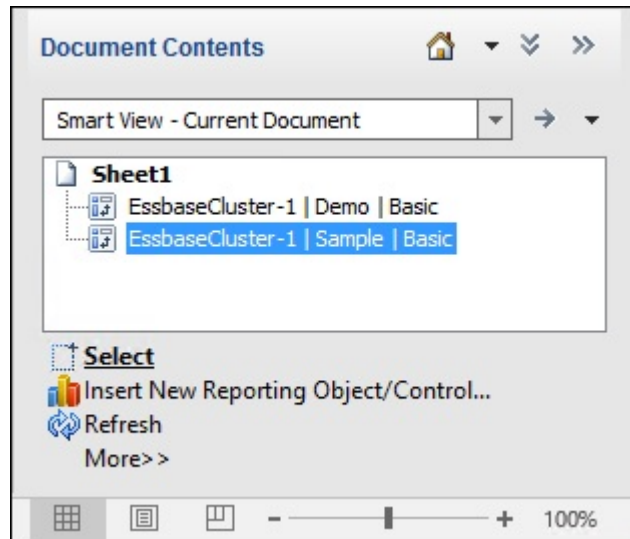 Document Contents
Smart View - Current Document
Sheet1
EssbaseCluster-1 | Demo | Basic
EssbaseCluster-1 | Sample | Basic
Select
Insert New Reporting Object/Control...
Refresh
More>>
100%